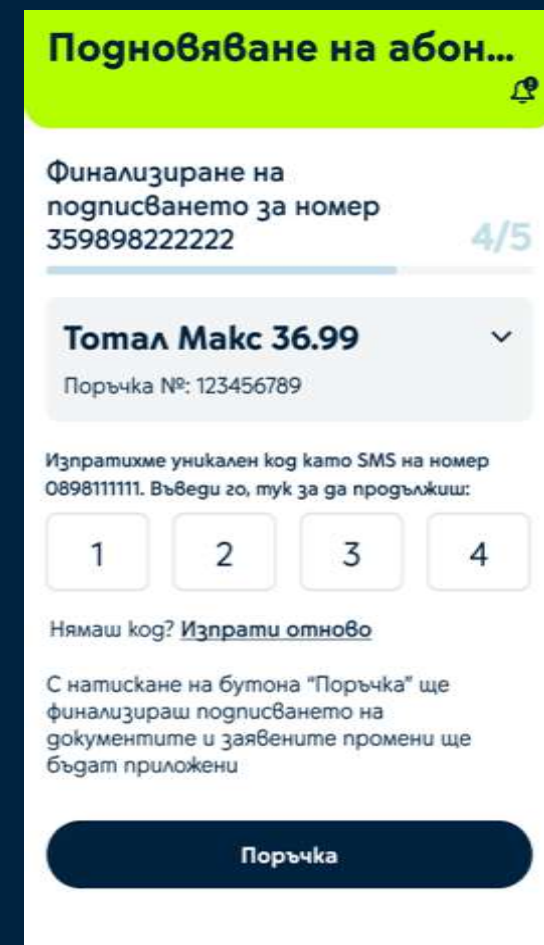 Подновяване на абон...
Финализиране на
подписването за номер
359898222222
4/5
Тотал Макс 36.99
Поръчка №: 123456789
Изпратихме уникален код като SMS на номер
0898111111. Въведи го, тук за да продължиш:
1 2 3 4
Нямаш код? Изпрати отново
С натискане на бутона "Поръчка" ще
финализираш подписването на
документите и заявените промени ще
бъдат приложени
Поръчка